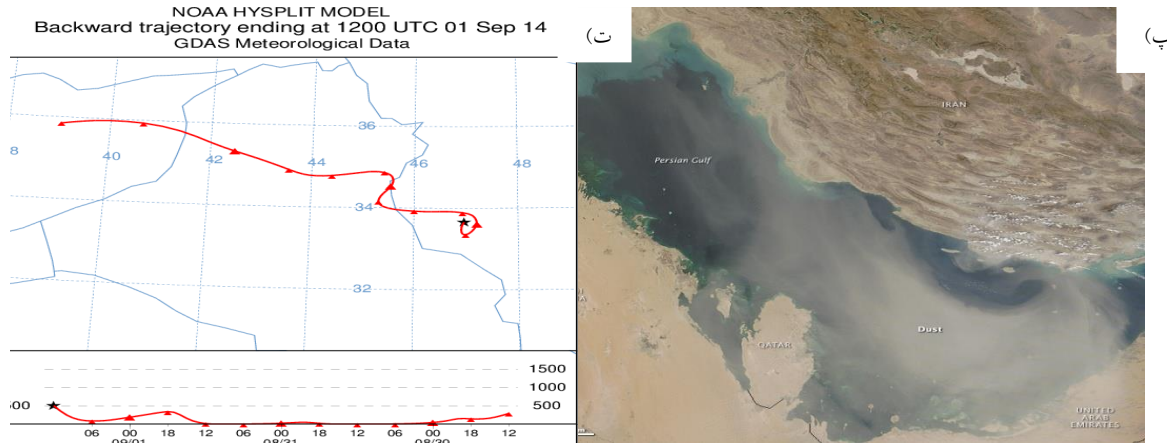 NOAA HYSPLIT MODEL
Backward trajectory ending at 1200 UTC 01 Sep 14
GDAS Meteorological Data
ت)
پ)
IRAN
Persian Gulf
Dust
QATAR
UNITED
ARAB
EMIRATES
36
8 40 42 44 46 48
34
32
1500
1000
500
06 00 18 12 06 00 18 12 06 00 18 12
09/01 08/31 08/30